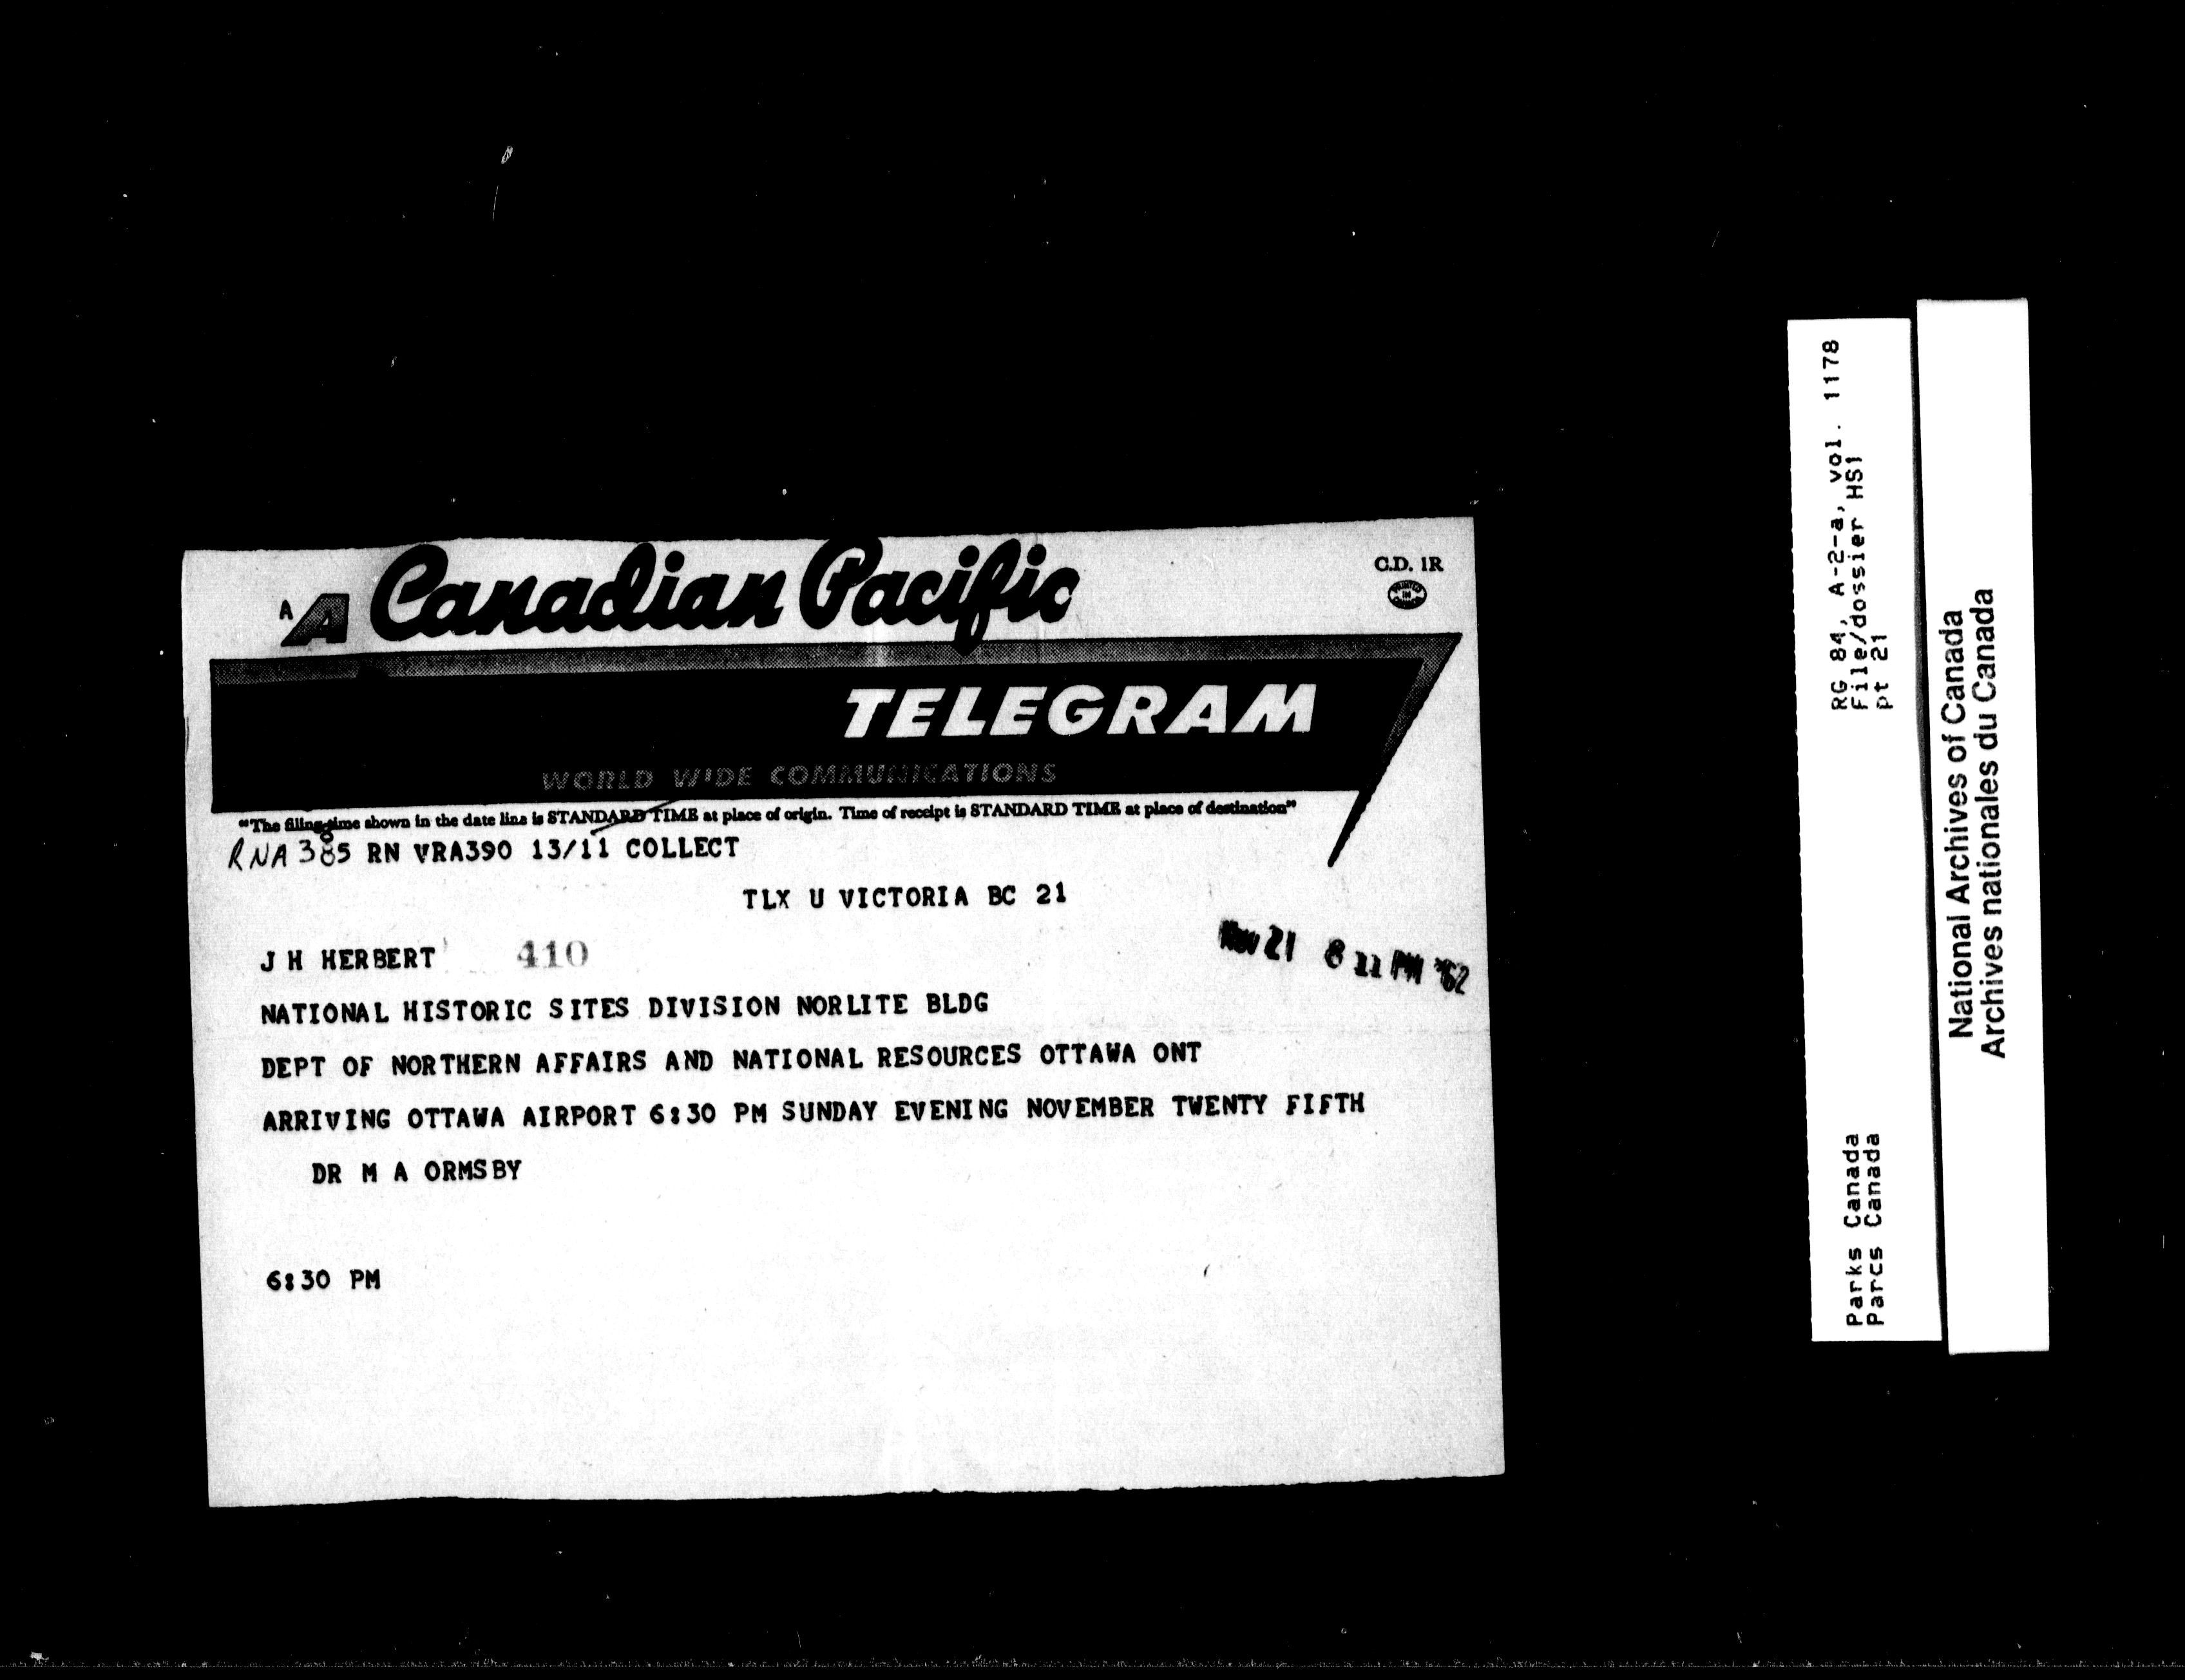 A A Canadian Pacific
C.D. 1R
TELEGRAM
WORLD WIDE COMMUNICATIONS
"The filing time shown in the date line is STANDARD TIME at place of origin. Time of receipt is STANDARD TIME at place of destination"
RNA 385 RN VRA390 13/11 COLLECT
TLX U VICTORIA BC 21
Nov 21 8 11 PM '62
J H HERBERT 410
NATIONAL HISTORIC SITES DIVISION NORLITE BLDG
DEPT OF NORTHERN AFFAIRS AND NATIONAL RESOURCES OTTAWA ONT
ARRIVING OTTAWA AIRPORT 6:30 PM SUNDAY EVENING NOVEMBER TWENTY FIFTH
DR M A ORMSBY
6:30 PM
RG 84, A-2-a, vol. 1178
File/dossier HS1
pt 21
Parks Canada
Parcs Canada
National Archives of Canada
Archives nationales du Canada